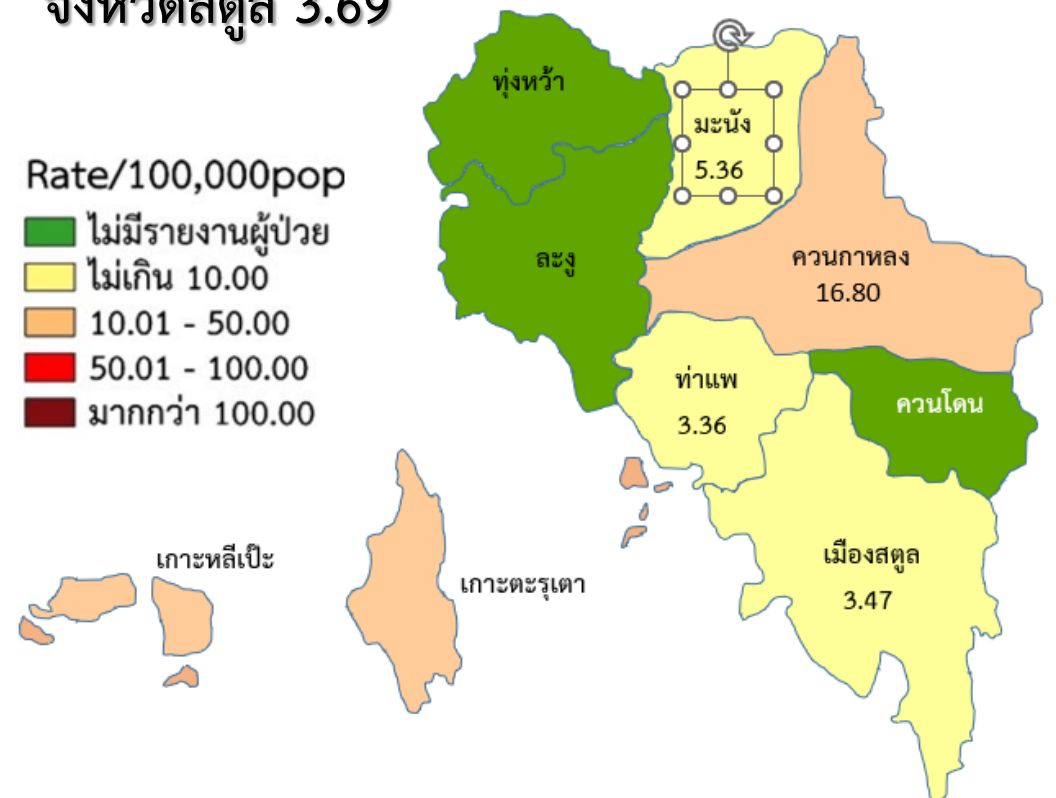 จังหวัดสตูล 3.69
Rate/100,000pop
ไม่มีรายงานผู้ป่วย
ไม่เกิน 10.00
10.01 - 50.00
50.01 - 100.00
มากกว่า 100.00
ทุ่งหว้า
มะนัง
5.36
ละงู
ควนกาหลง
16.80
ท่าแพ
3.36
ควนโดน
เมืองสตูล
3.47
เกาะหลีเป๊ะ
เกาะตะรุเตา